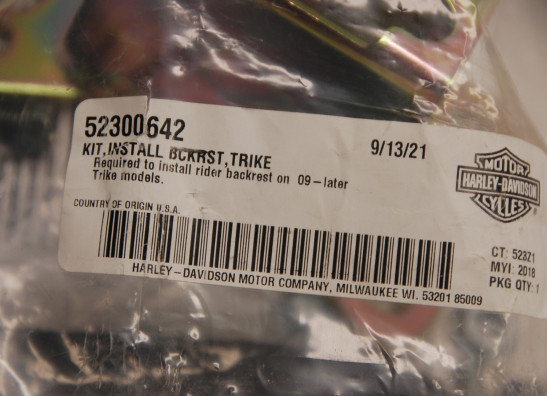 52300642
9/13/21
KIT,INSTALL BCKRST,TRIKE
Required to install rider backrest on 09-later
Trike models.
MOTOR
HARLEY-DAVIDSON
CYCLES
COUNTRY OF ORIGIN U.S.A.
CT: 52321
MYI: 2018
PKG QTY: 1
HARLEY-DAVIDSON MOTOR COMPANY, MILWAUKEE WI. 53201 85009